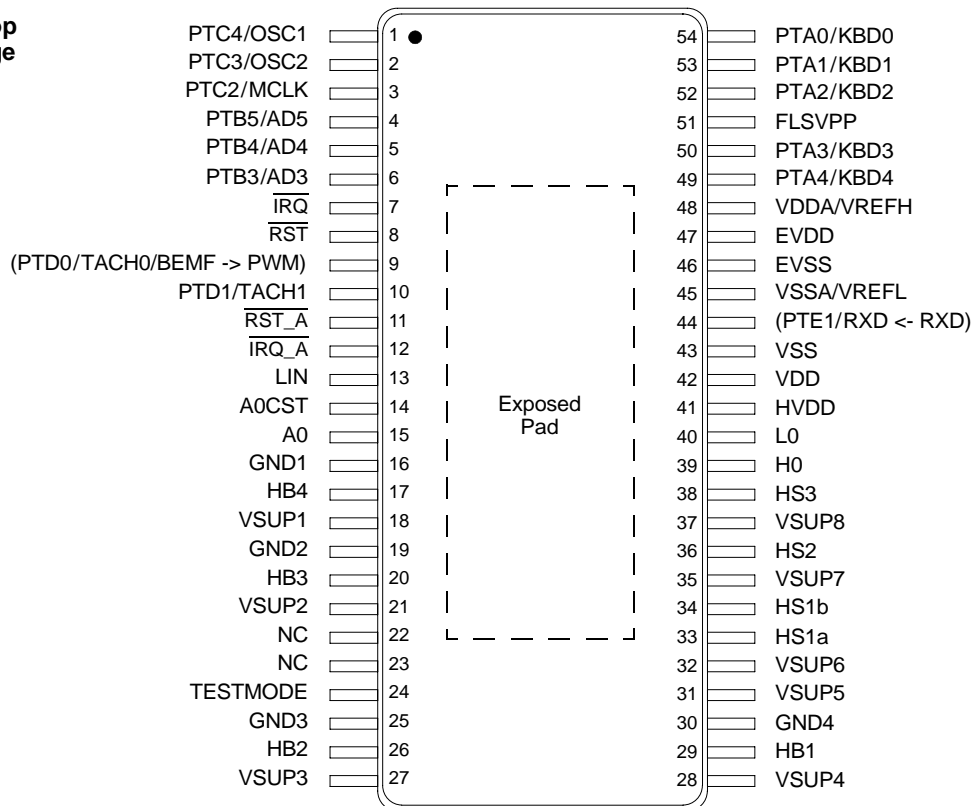 op
ge
PTC4/OSC1 1 54 PTA0/KBD0
PTC3/OSC2 2 53 PTA1/KBD1
PTC2/MCLK 3 52 PTA2/KBD2
PTB5/AD5 4 51 FLSVPP
PTB4/AD4 5 50 PTA3/KBD3
PTB3/AD3 6 49 PTA4/KBD4
IRQ 7 48 VDDA/VREFH
RST 8 47 EVDD
(PTD0/TACH0/BEMF -> PWM) 9 46 EVSS
PTD1/TACH1 10 45 VSSA/VREFL
RST_A 11 44 (PTE1/RXD <- RXD)
IRQ_A 12 43 VSS
LIN 13 42 VDD
A0CST 14 Exposed 41 HVDD
A0 15 Pad 40 L0
GND1 16 39 H0
HB4 17 38 HS3
VSUP1 18 37 VSUP8
GND2 19 36 HS2
HB3 20 35 VSUP7
VSUP2 21 34 HS1b
NC 22 33 HS1a
NC 23 32 VSUP6
TESTMODE 24 31 VSUP5
GND3 25 30 GND4
HB2 26 29 HB1
VSUP3 27 28 VSUP4